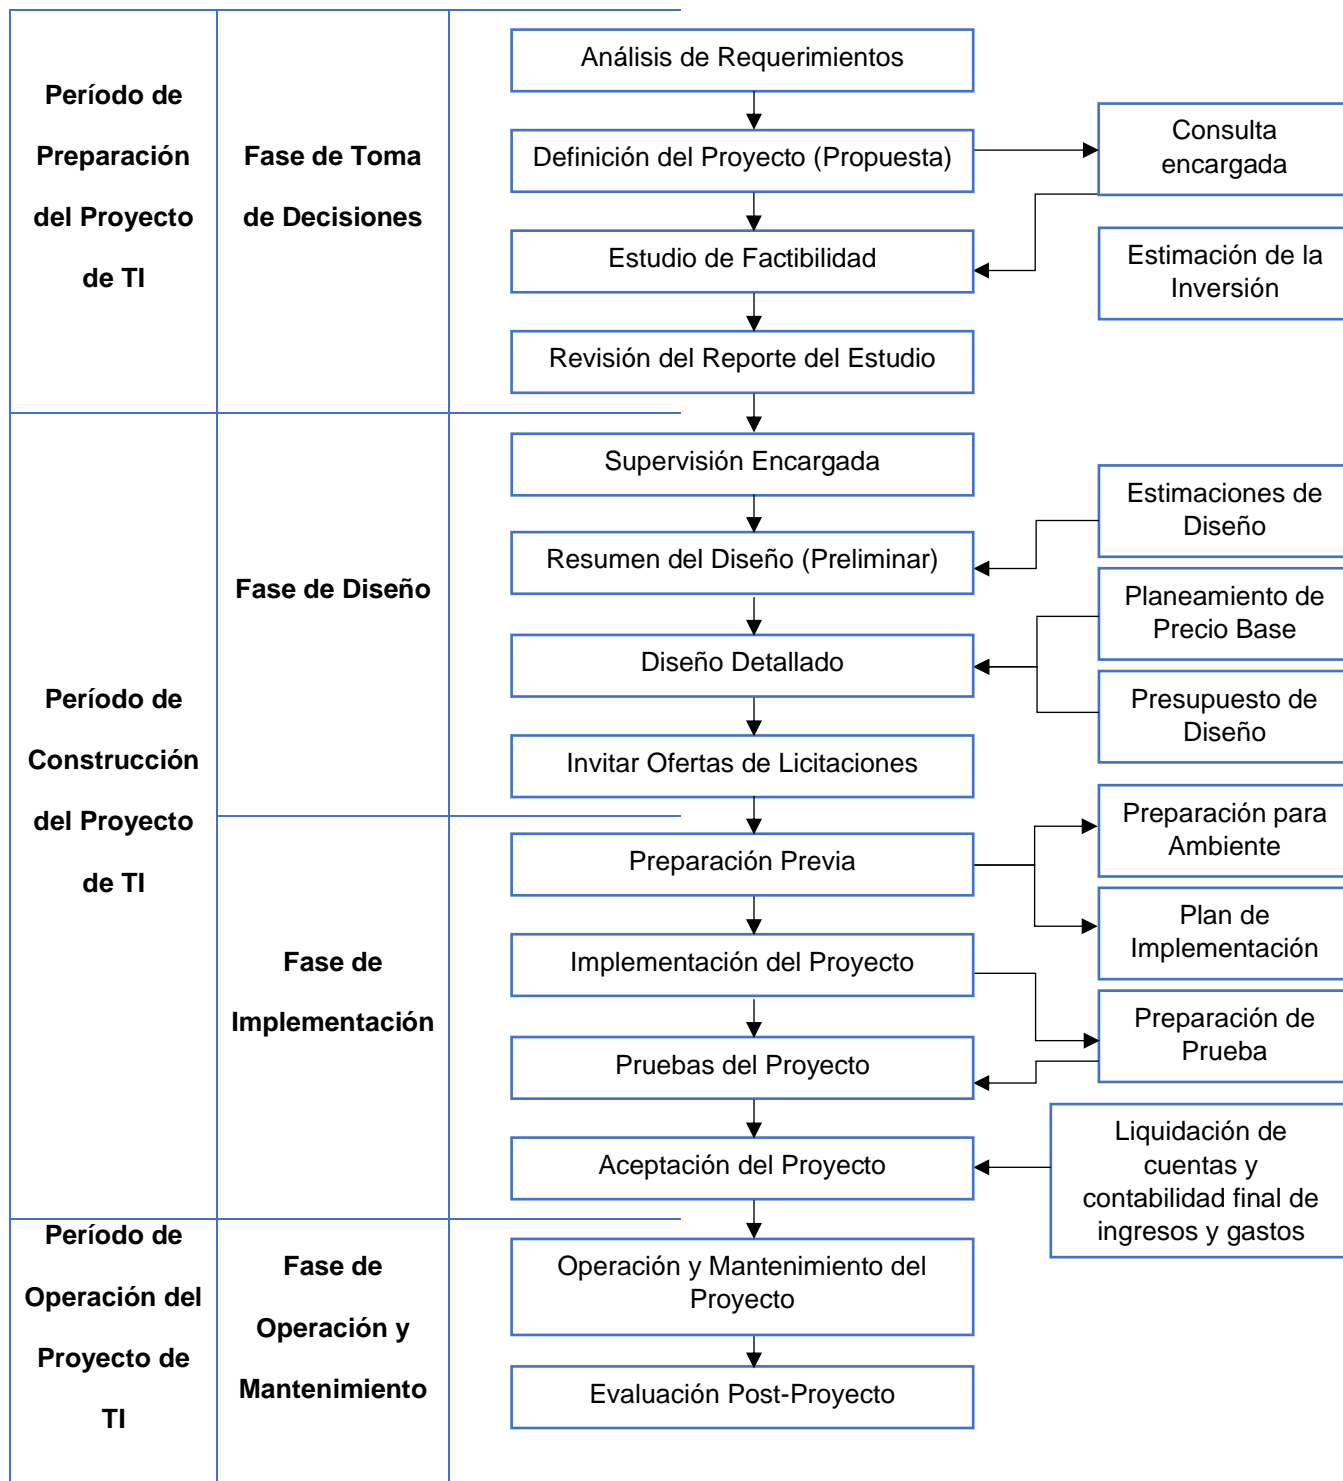 Período de
Preparación
del Proyecto
de TI
Fase de Toma
de Decisiones
Análisis de Requerimientos
Definición del Proyecto (Propuesta)
Consulta
encargada
Estudio de Factibilidad
Estimación de la
Inversión
Revisión del Reporte del Estudio
Período de
Construcción
del Proyecto
de TI
Fase de Diseño
Supervisión Encargada
Resumen del Diseño (Preliminar)
Estimaciones de
Diseño
Diseño Detallado
Planeamiento de
Precio Base
Presupuesto de
Diseño
Invitar Ofertas de Licitaciones
Fase de
Implementación
Preparación Previa
Preparación para
Ambiente
Plan de
Implementación
Implementación del Proyecto
Preparación de
Prueba
Pruebas del Proyecto
Aceptación del Proyecto
Liquidación de
cuentas y
contabilidad final de
ingresos y gastos
Período de
Operación del
Proyecto de
TI
Fase de
Operación y
Mantenimiento
Operación y Mantenimiento del
Proyecto
Evaluación Post-Proyecto